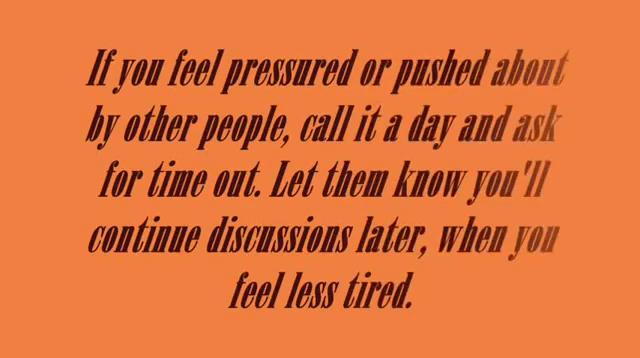 If you feel pressured or pushed about
by other people, call it a day and ask
for time out. Let them know you'll
continue discussions later, when you
feel less tired.